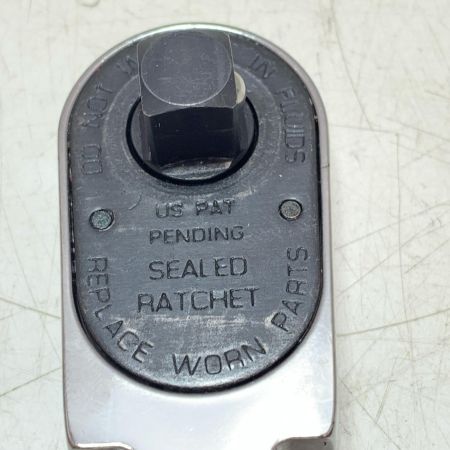 DO NOT IN FLUIDS
US PAT
PENDING
SEALED
RATCHET
REPLACE WORN PARTS